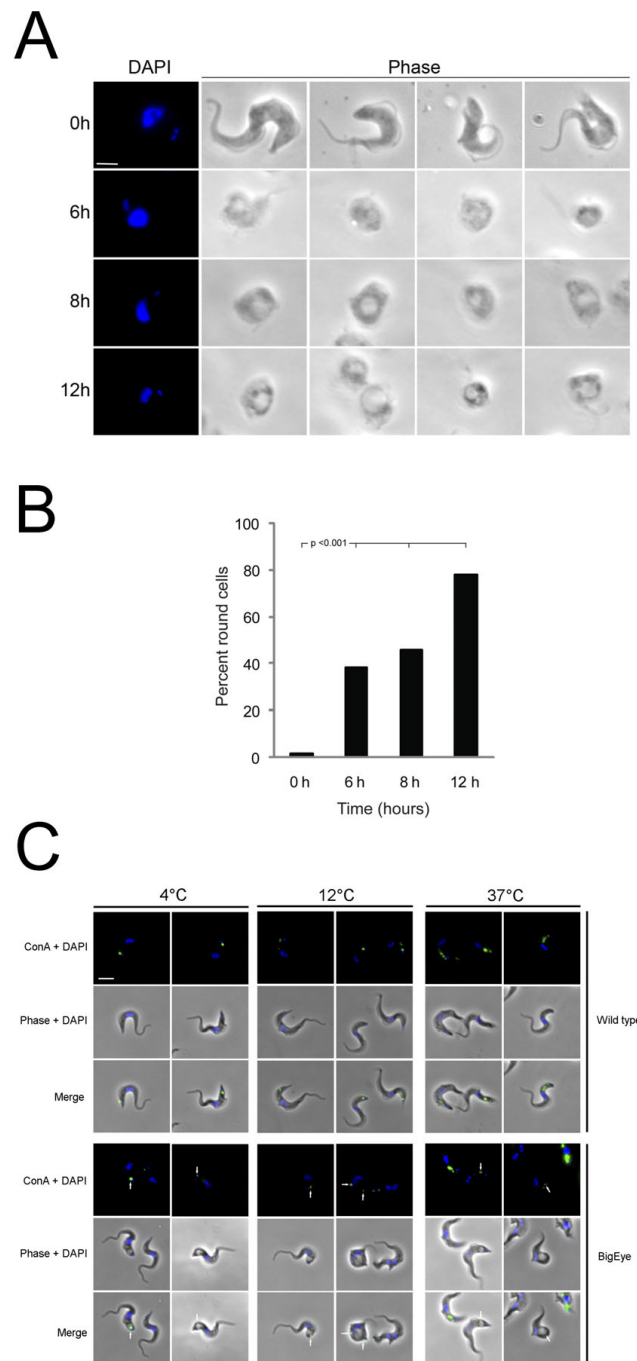 A
DAPI Phase
0h
6h
8h
12h
B
100
80
60
40
20
0
p <0.001
Percent round cells
0 h 6 h 8 h 12 h
Time (hours)
C
4°C 12°C 37°C
ConA + DAPI
Phase + DAPI
Merge
Wild type
ConA + DAPI
Phase + DAPI
Merge
BigEye